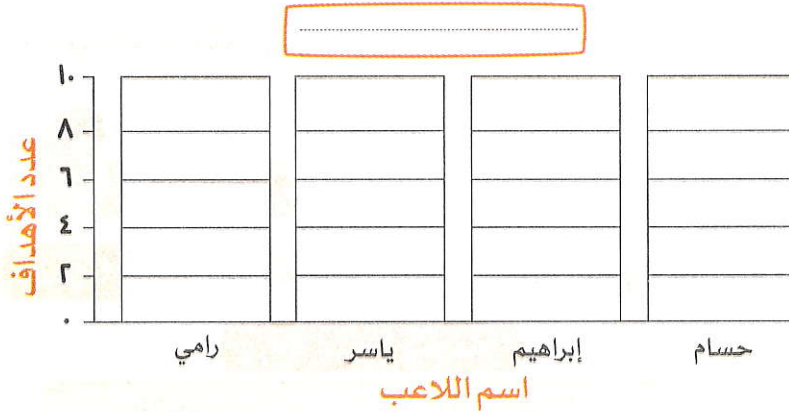 ١٠
٨
٦
٤
٢
٠
عدد الأهداف
رامي ياسر إبراهيم حسام
اسم اللاعب